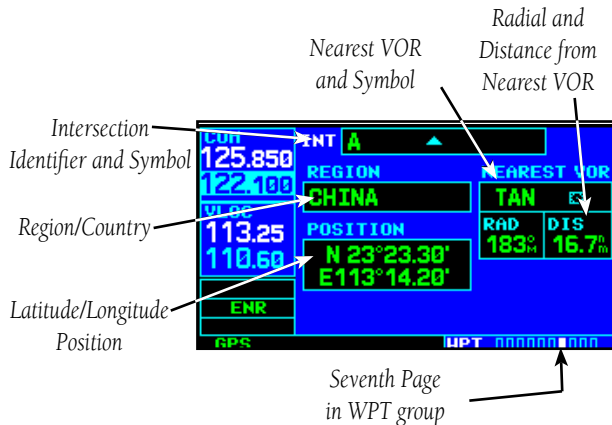 Radial and
Distance from
Nearest VOR
Nearest VOR
and Symbol
Intersection
Identifier and Symbol
Region/Country
Latitude/Longitude
Position
COM
125.850
122.100
VLOC
113.25
110.60
ENR
GPS
INT A
REGION
CHINA
POSITION
N 23°23.30'
E113°14.20'
NEAREST VOR
TAN
RAD DIS
183°M 16.7nm
WPT
Seventh Page
in WPT group